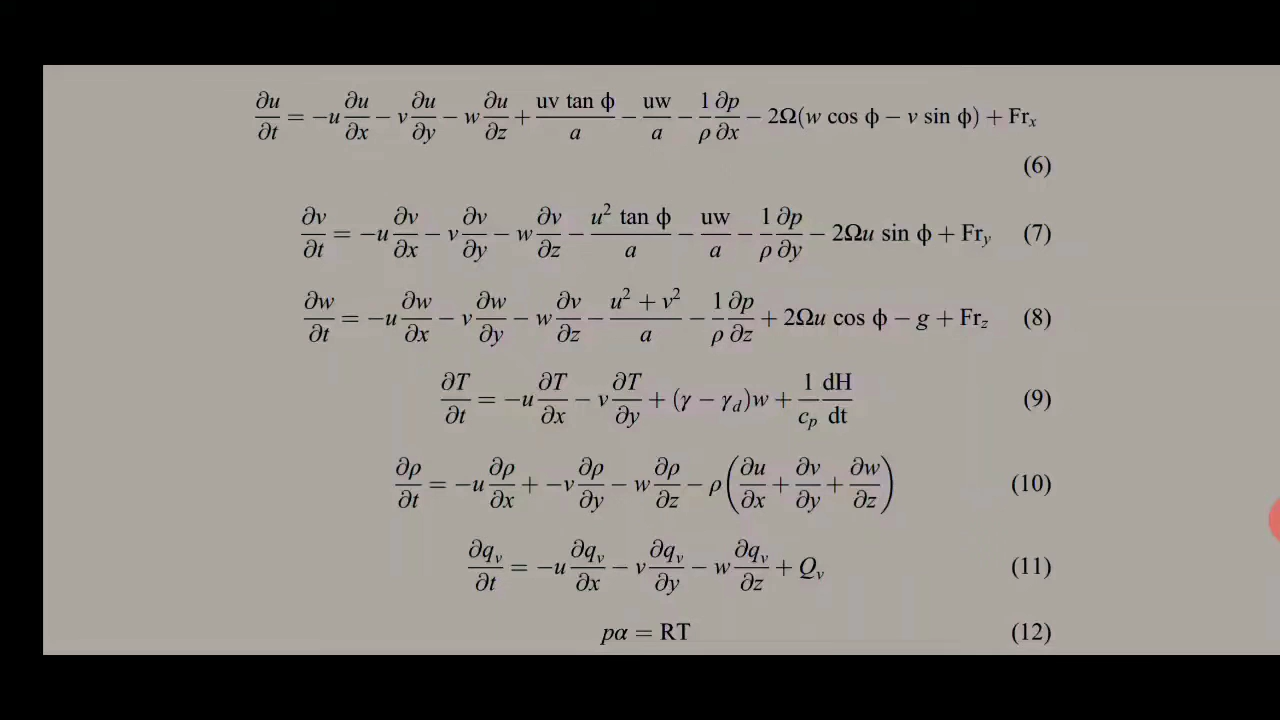 ∂u/∂t = −u ∂u/∂x − v ∂u/∂y − w ∂u/∂z + uv tan ϕ/a − uw/a − 1/ρ ∂p/∂x − 2Ω(w cos ϕ − v sin ϕ) + Frₓ
(6)
∂v/∂t = −u ∂v/∂x − v ∂v/∂y − w ∂v/∂z − u² tan ϕ/a − uw/a − 1/ρ ∂p/∂y − 2Ωu sin ϕ + Fr_y (7)
∂w/∂t = −u ∂w/∂x − v ∂w/∂y − w ∂v/∂z − u² + v²/a − 1/ρ ∂p/∂z + 2Ωu cos ϕ − g + Fr_z (8)
∂T/∂t = −u ∂T/∂x − v ∂T/∂y + (γ − γ_d)w + 1/c_p dH/dt (9)
∂ρ/∂t = −u ∂ρ/∂x + −v ∂ρ/∂y − w ∂ρ/∂z − ρ(∂u/∂x + ∂v/∂y + ∂w/∂z) (10)
∂q_v/∂t = −u ∂q_v/∂x − v ∂q_v/∂y − w ∂q_v/∂z + Q_v (11)
pα = RT (12)